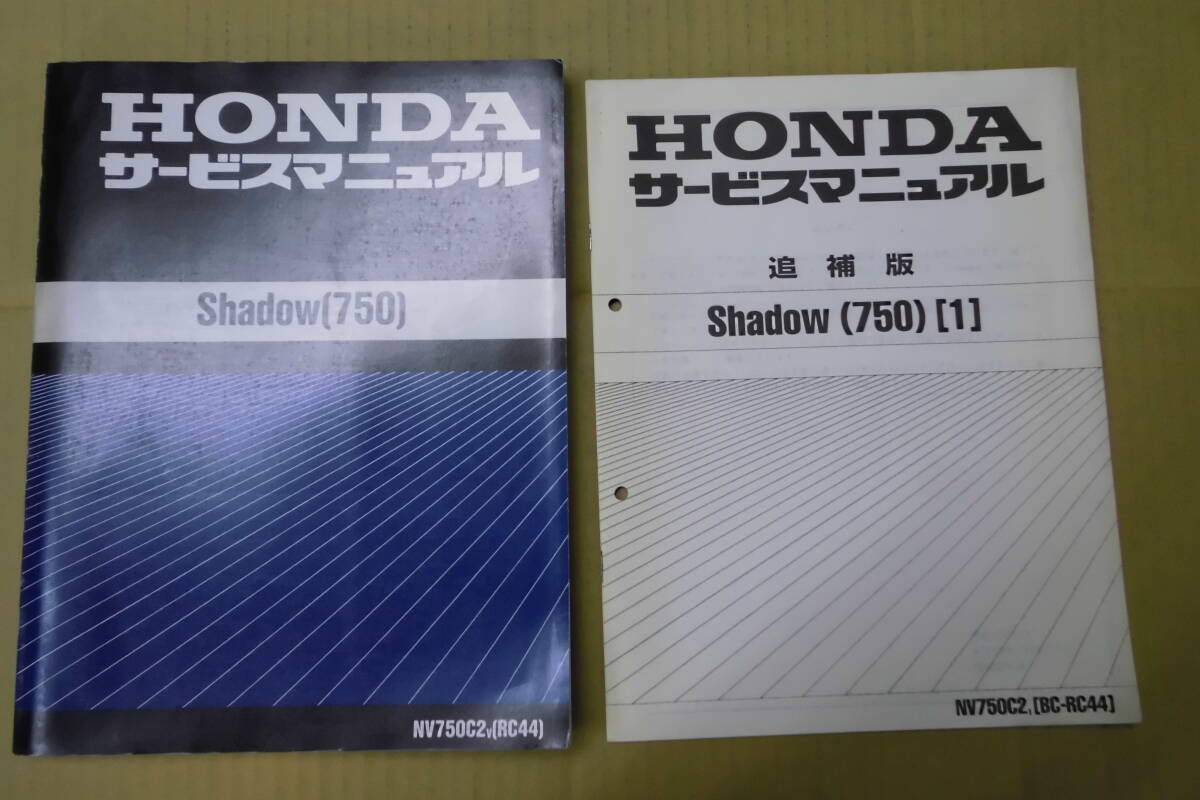 HONDA
サービスマニュアル
Shadow(750)
NV750C2V(RC44)
HONDA
サービスマニュアル
追補版
Shadow (750) [1]
NV750C21 [BC-RC44]